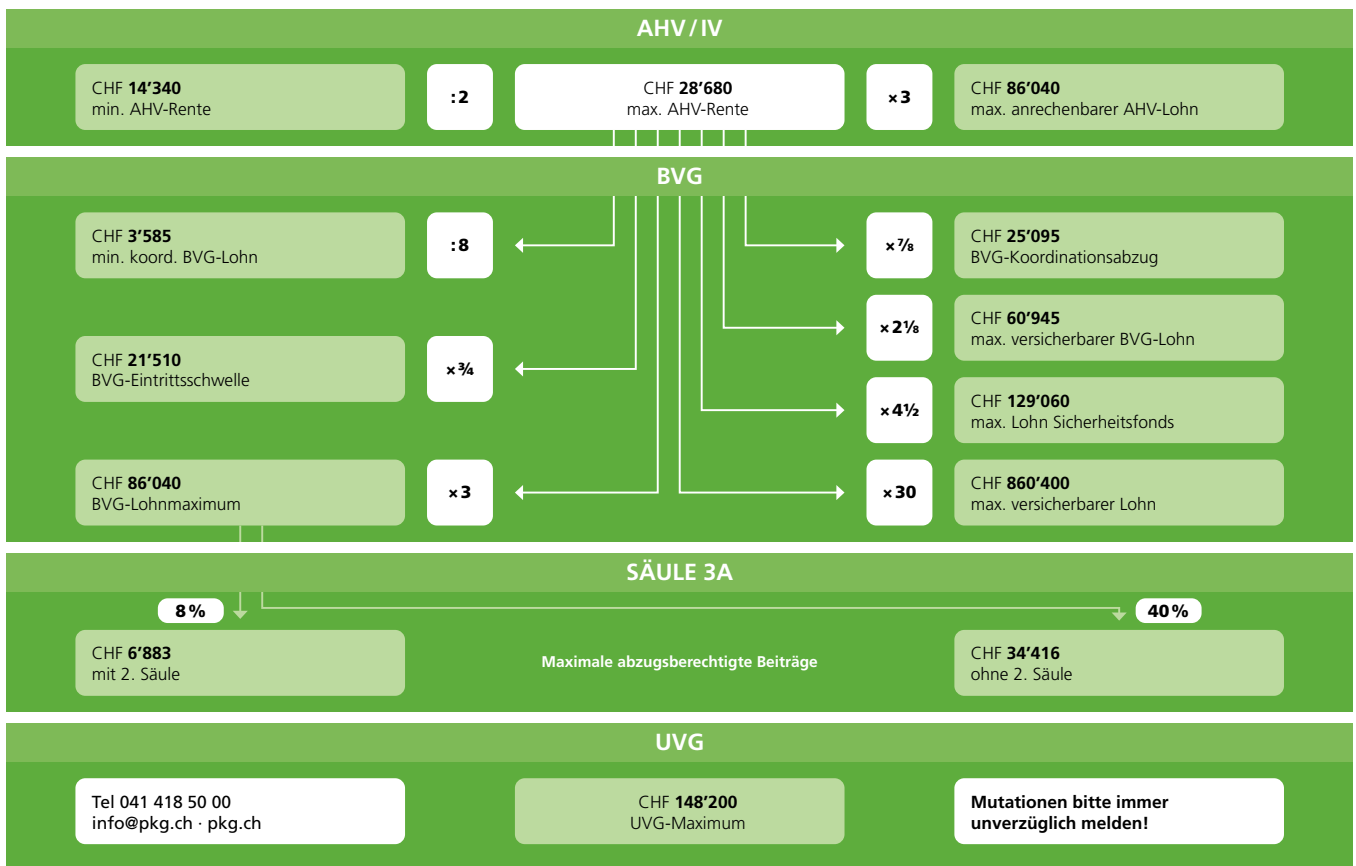 AHV / IV
CHF 14’340
min. AHV-Rente
:2
CHF 28’680
max. AHV-Rente
×3
CHF 86’040
max. anrechenbarer AHV-Lohn
BVG
CHF 3’585
min. koord. BVG-Lohn
:8
×⅞
CHF 25’095
BVG-Koordinationsabzug
×2⅛
CHF 60’945
max. versicherbarer BVG-Lohn
CHF 21’510
BVG-Eintrittsschwelle
×¾
×4½
CHF 129’060
max. Lohn Sicherheitsfonds
CHF 86’040
BVG-Lohnmaximum
×3
×30
CHF 860’400
max. versicherbarer Lohn
SÄULE 3A
8 %
40 %
CHF 6’883
mit 2. Säule
Maximale abzugsberechtigte Beiträge
CHF 34’416
ohne 2. Säule
UVG
Tel 041 418 50 00
info@pkg.ch · pkg.ch
CHF 148’200
UVG-Maximum
Mutationen bitte immer
unverzüglich melden!